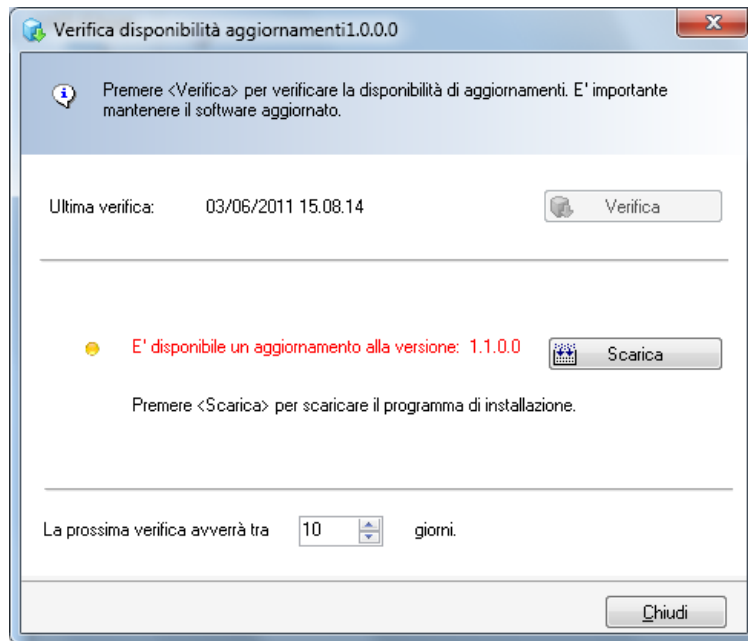 Verifica disponibilità aggiornamenti1.0.0.0
Premere <Verifica> per verificare la disponibilità di aggiornamenti. E' importante
mantenere il software aggiornato.
Ultima verifica: 03/06/2011 15.08.14 Verifica
E' disponibile un aggiornamento alla versione: 1.1.0.0 Scarica
Premere <Scarica> per scaricare il programma di installazione.
La prossima verifica avverrà tra 10 giorni.
Chiudi